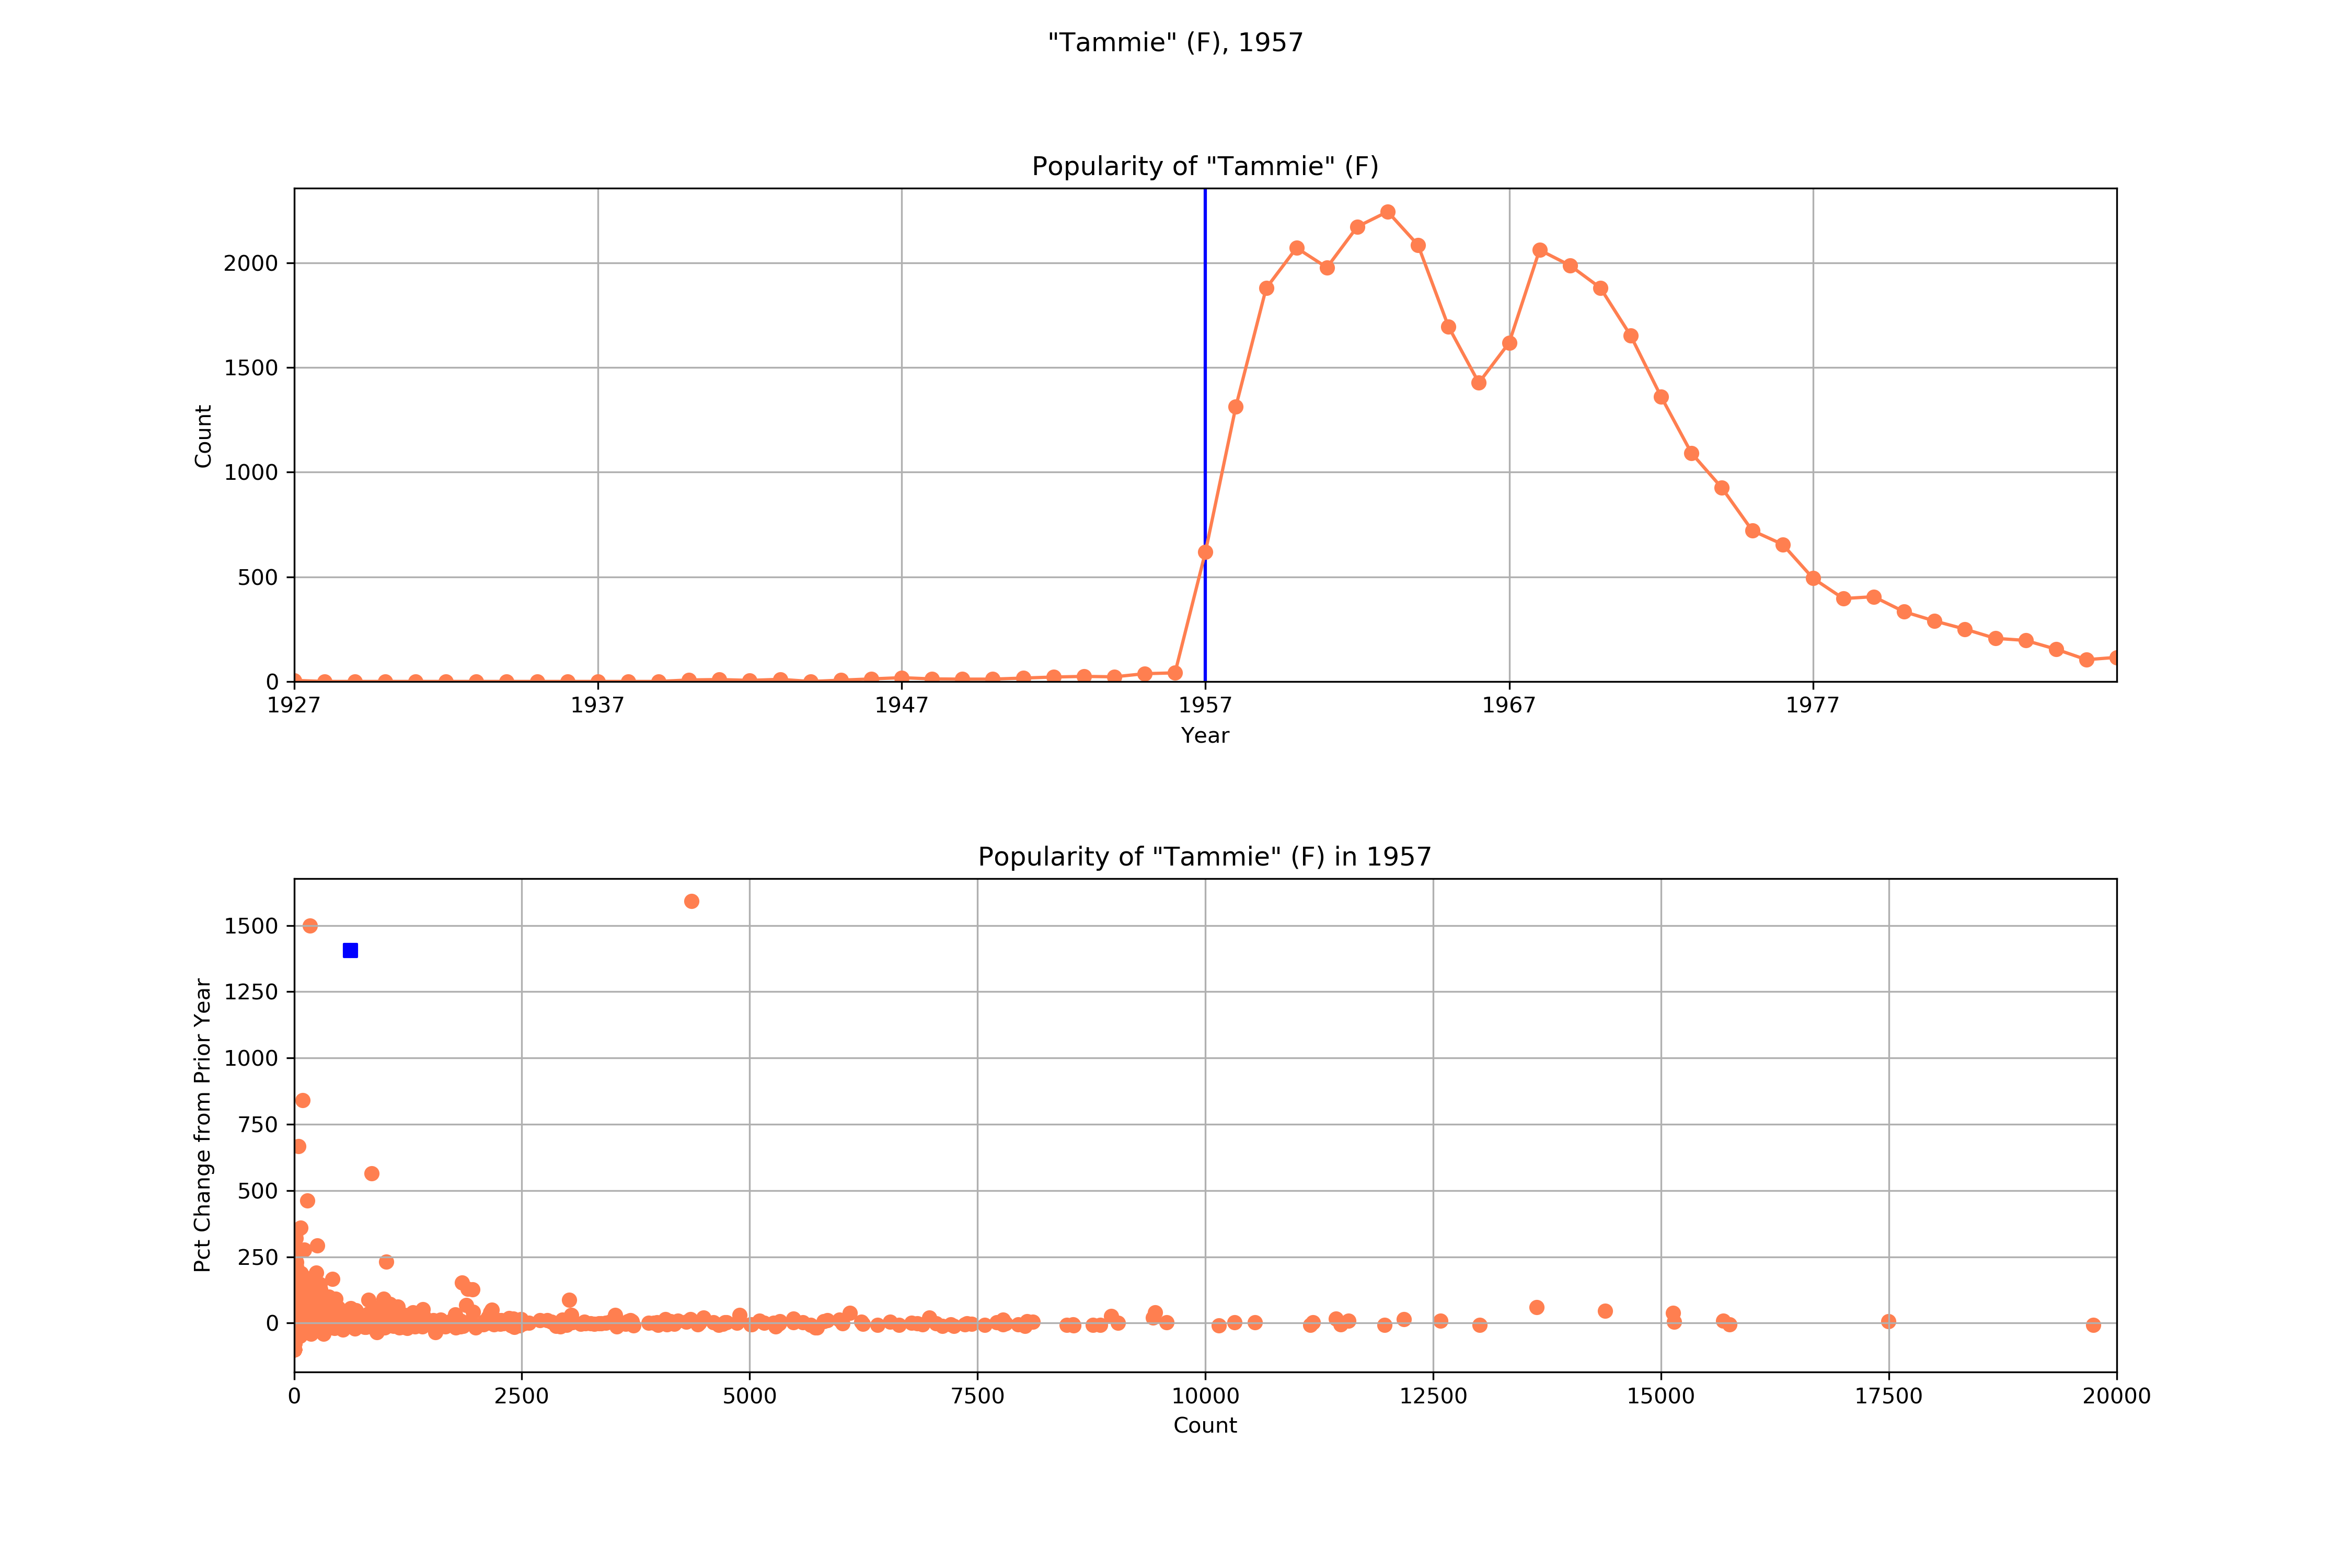 "Tammie" (F), 1957
Popularity of "Tammie" (F)
Count
2000
1500
1000
500
0
1927 1937 1947 1957 1967 1977
Year
Popularity of "Tammie" (F) in 1957
Pct Change from Prior Year
1500
1250
1000
750
500
250
0
0 2500 5000 7500 10000 12500 15000 17500 20000
Count